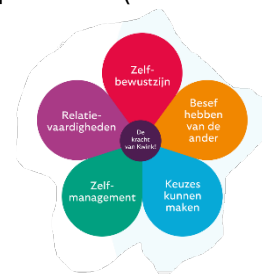 Zelf-
bewustzijn
Besef
hebben
van de
ander
Keuzes
kunnen
maken
Zelf-
management
Relatie-
vaardigheden
De
kracht
van Kwink!